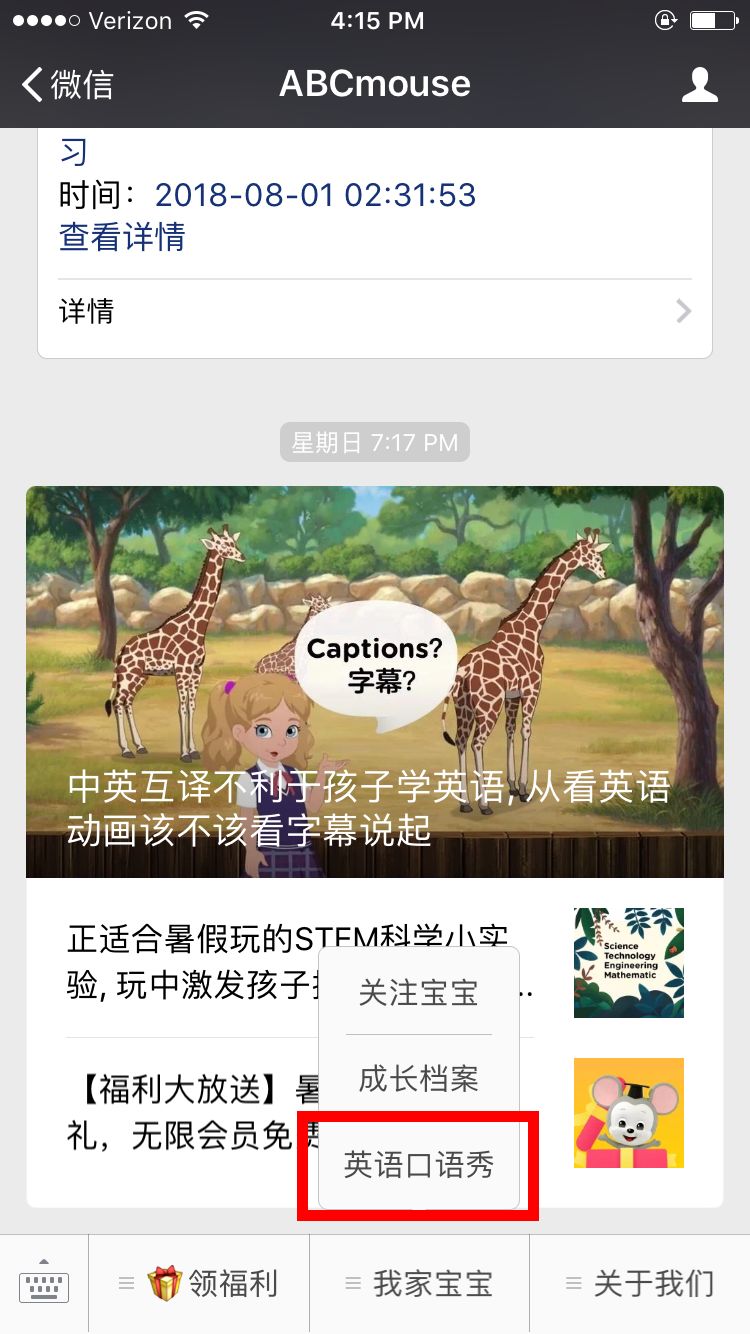 Verizon 4:15 PM
微信 ABCmouse
习
时间：2018-08-01 02:31:53
查看详情
详情
星期日 7:17 PM
Captions?
字幕?
中英互译不利于孩子学英语, 从看英语
动画该不该看字幕说起
正适合暑假玩的STEM科学小实
验, 玩中激发孩子...
Science
Technology
Engineering
Mathematic
【福利大放送】暑
礼，无限会员免费
关注宝宝
成长档案
英语口语秀
领福利 我家宝宝 关于我们